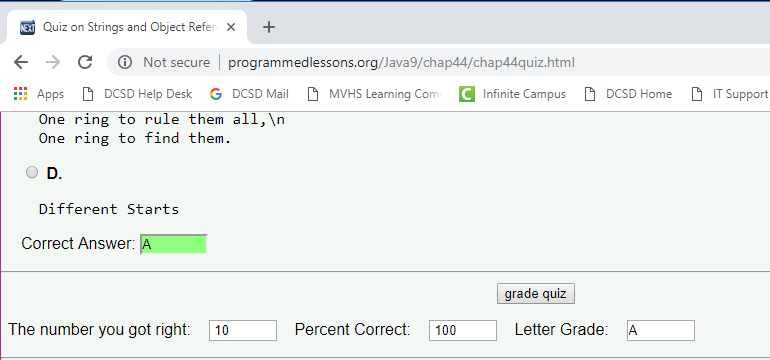 NEXT Quiz on Strings and Object Refer
Not secure | programmedlessons.org/Java9/chap44/chap44quiz.html
Apps DCSD Help Desk G DCSD Mail MVHS Learning Com C Infinite Campus DCSD Home IT Support
One ring to rule them all,\n
One ring to find them.
D.
Different Starts
Correct Answer: A
grade quiz
The number you got right: 10 Percent Correct: 100 Letter Grade: A